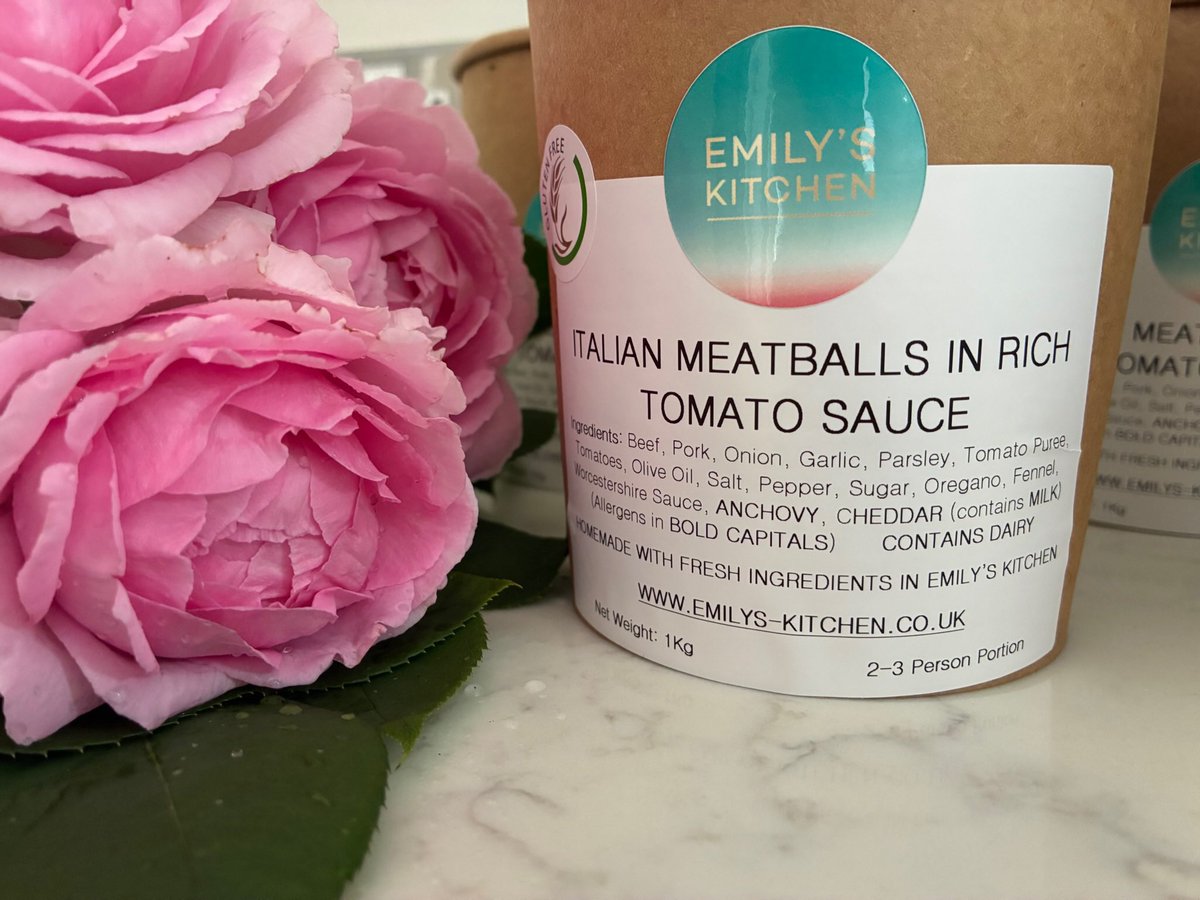 GLUTEN FREE
EMILY'S
KITCHEN
ITALIAN MEATBALLS IN RICH
TOMATO SAUCE
Ingredients: Beef, Pork, Onion, Garlic, Parsley, Tomato Puree,
Tomatoes, Olive Oil, Salt, Pepper, Sugar, Oregano, Fennel,
Worcestershire Sauce, ANCHOVY, CHEDDAR (contains MILK)
(Allergens in BOLD CAPITALS) CONTAINS DAIRY
HOMEMADE WITH FRESH INGREDIENTS IN EMILY'S KITCHEN
WWW.EMILYS-KITCHEN.CO.UK
Net Weight: 1Kg
2-3 Person Portion